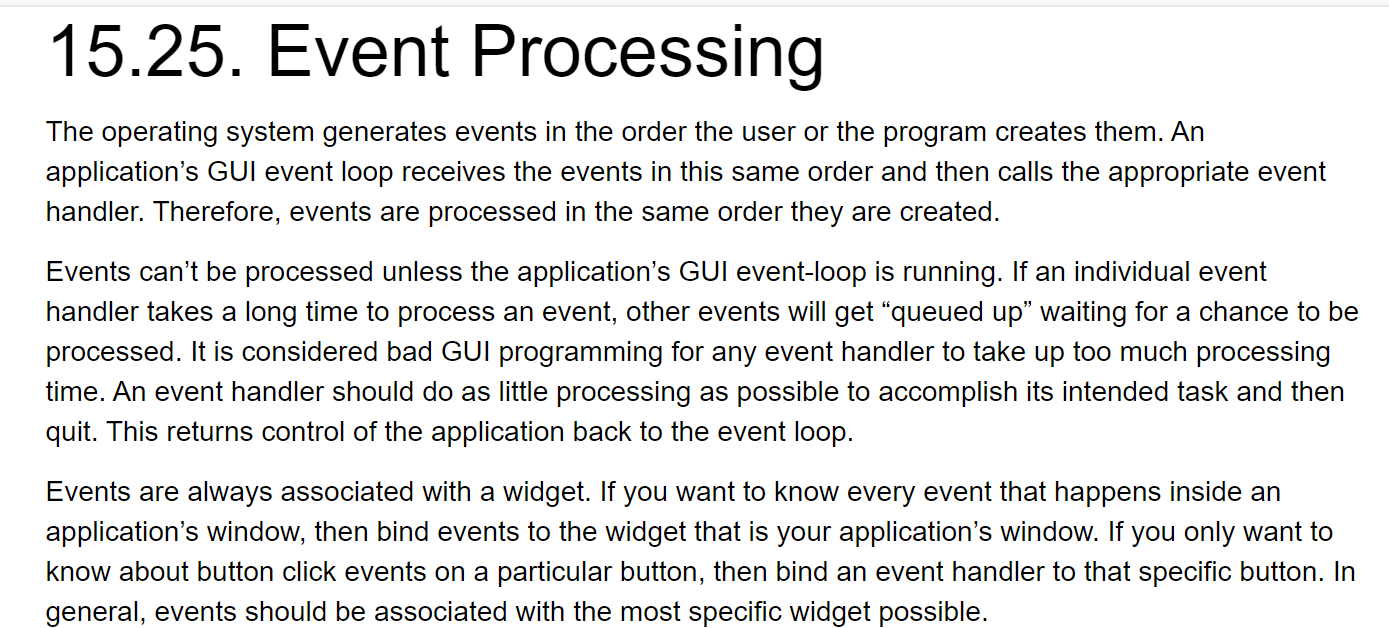 15.25. Event Processing
The operating system generates events in the order the user or the program creates them. An
application’s GUI event loop receives the events in this same order and then calls the appropriate event
handler. Therefore, events are processed in the same order they are created.
Events can’t be processed unless the application’s GUI event-loop is running. If an individual event
handler takes a long time to process an event, other events will get “queued up” waiting for a chance to be
processed. It is considered bad GUI programming for any event handler to take up too much processing
time. An event handler should do as little processing as possible to accomplish its intended task and then
quit. This returns control of the application back to the event loop.
Events are always associated with a widget. If you want to know every event that happens inside an
application’s window, then bind events to the widget that is your application’s window. If you only want to
know about button click events on a particular button, then bind an event handler to that specific button. In
general, events should be associated with the most specific widget possible.